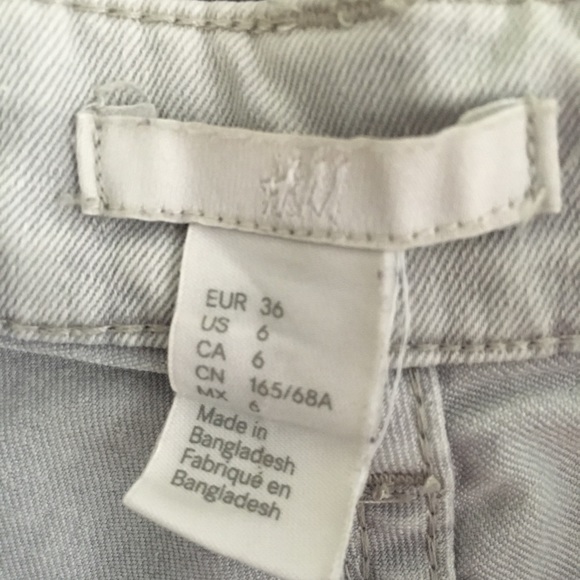 H&M
EUR 36
US 6
CA 6
CN 165/68A
MX 6
Made in
Bangladesh
Fabriqué en
Bangladesh